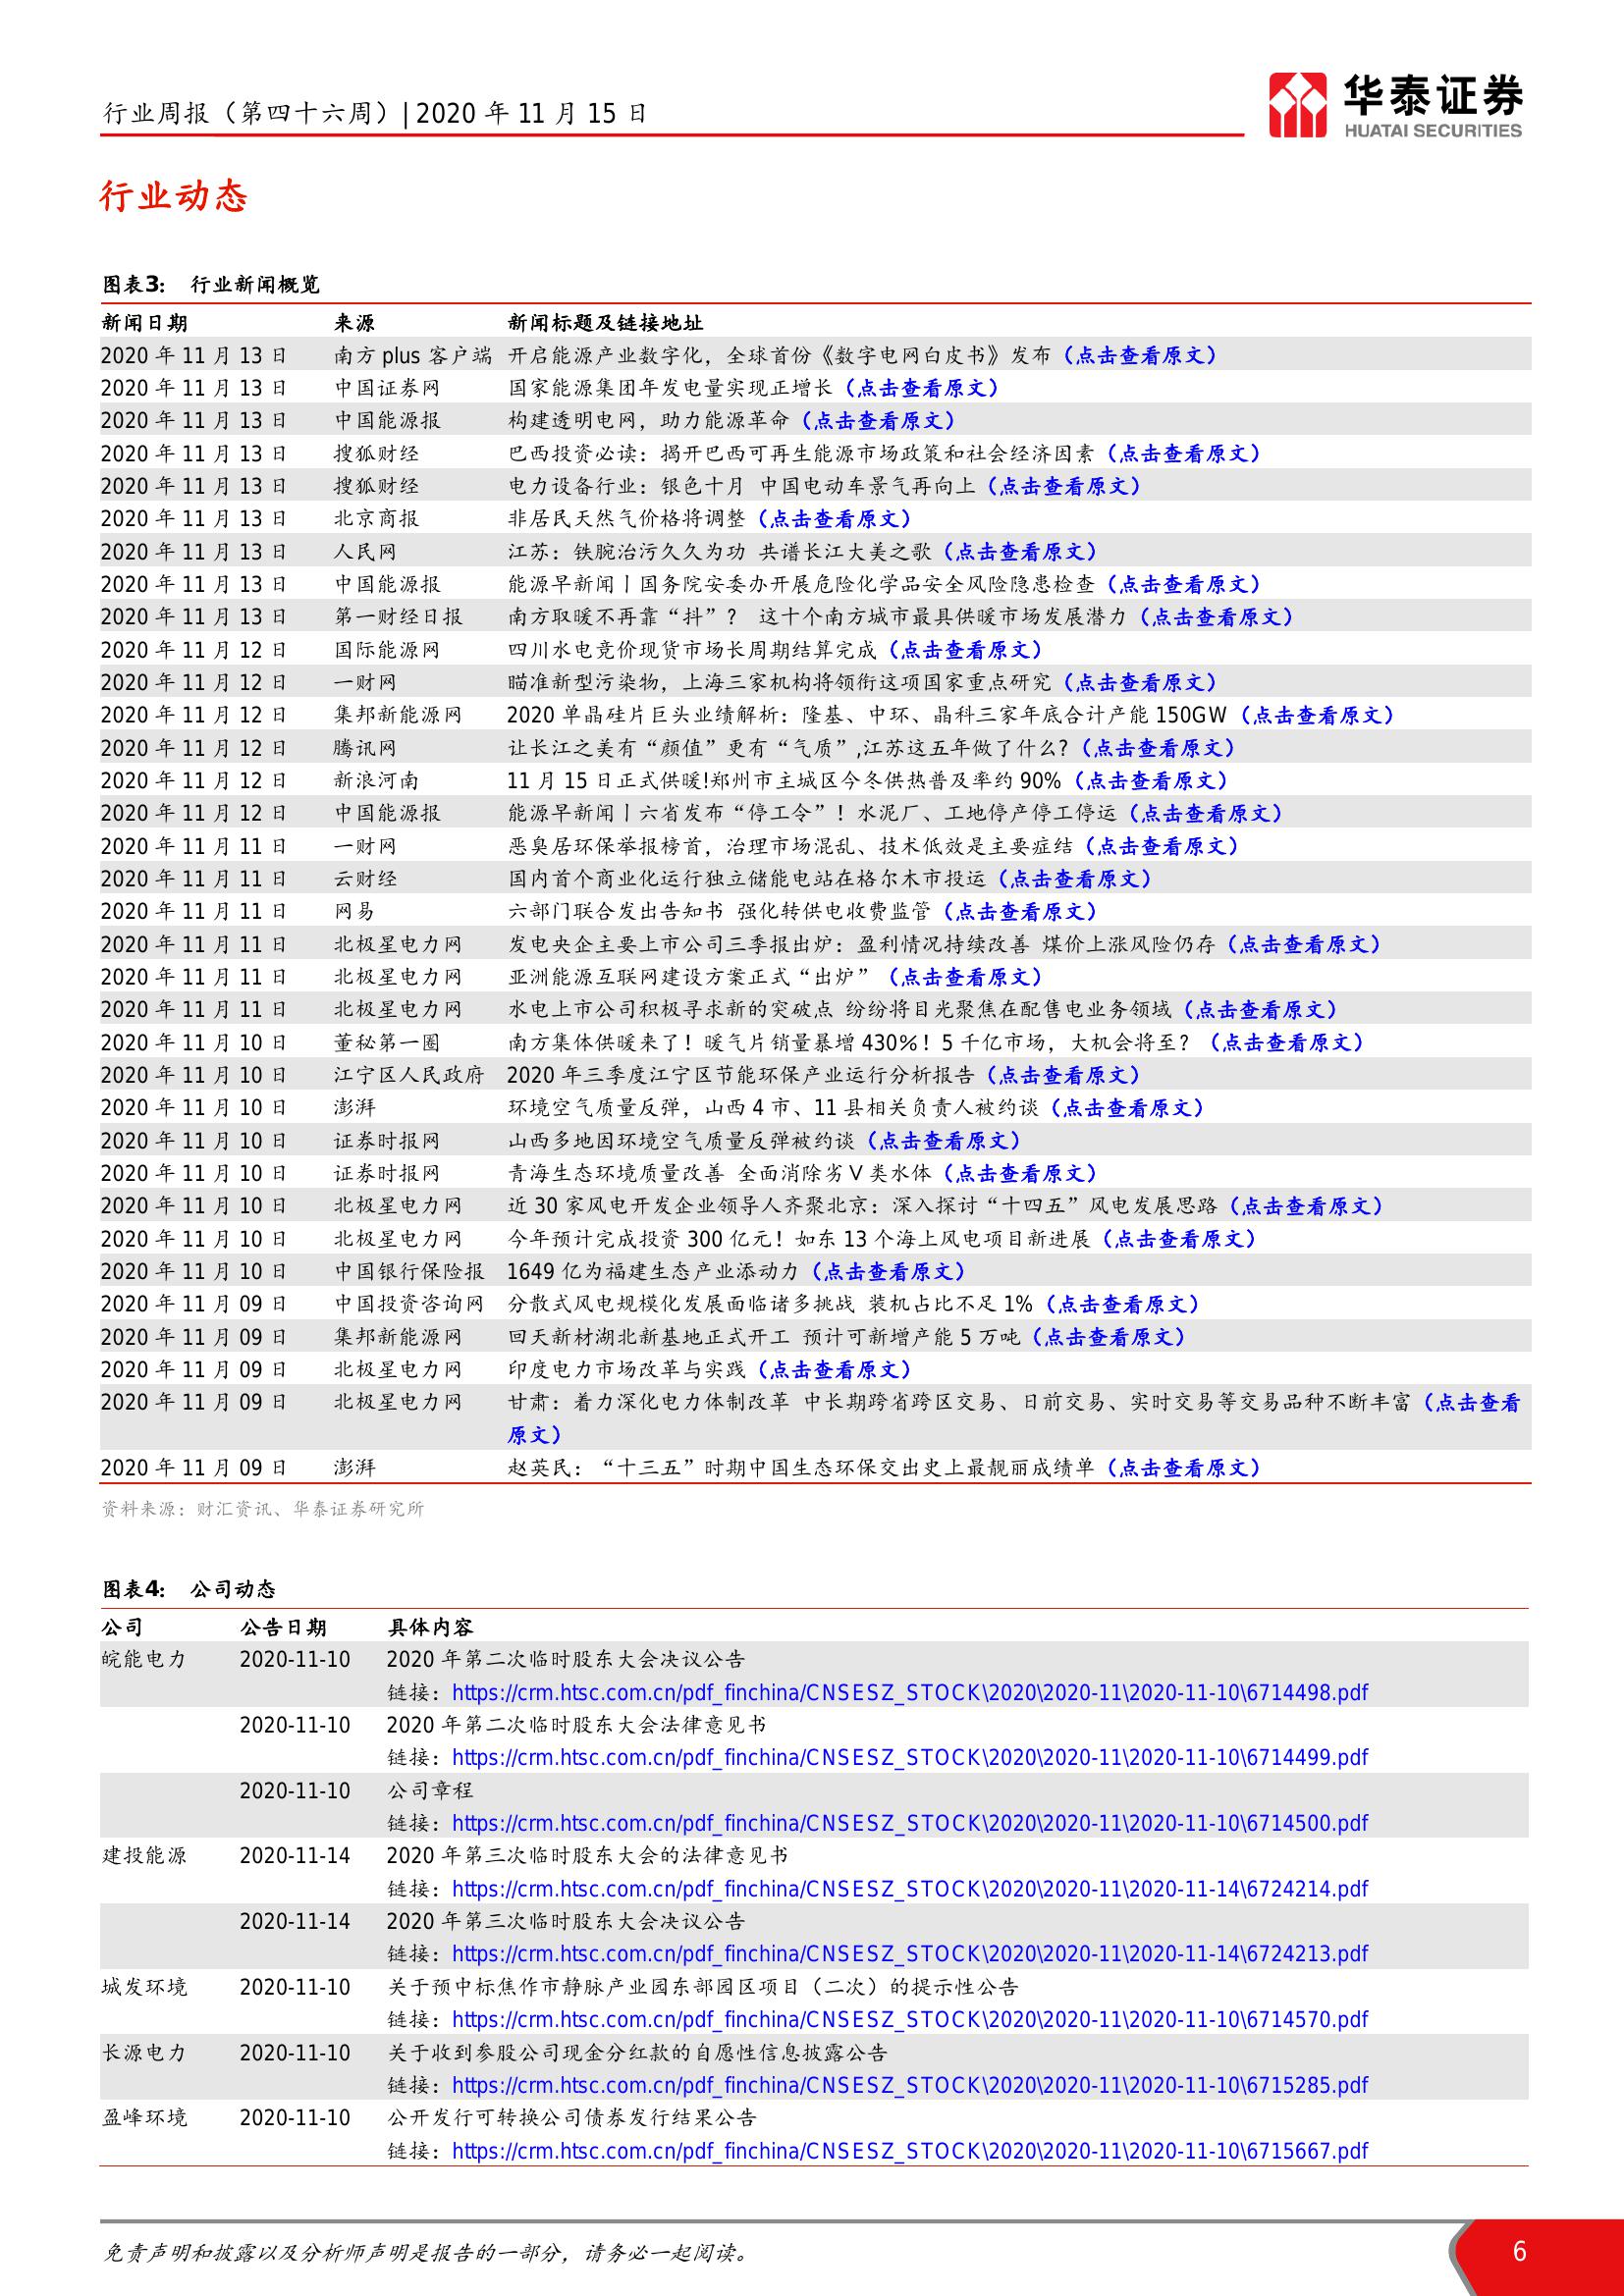 行业周报（第四十六周）| 2020 年 11 月 15 日
华泰证券
HUATAI SECURITIES
行业动态
图表3： 行业新闻概览
新闻日期 来源 新闻标题及链接地址
2020 年 11 月 13 日 南方 plus 客户端 开启能源产业数字化，全球首份《数字电网白皮书》发布（点击查看原文）
2020 年 11 月 13 日 中国证券网 国家能源集团年发电量实现正增长（点击查看原文）
2020 年 11 月 13 日 中国能源报 构建透明电网，助力能源革命（点击查看原文）
2020 年 11 月 13 日 搜狐财经 巴西投资必读：揭开巴西可再生能源市场政策和社会经济因素（点击查看原文）
2020 年 11 月 13 日 搜狐财经 电力设备行业：银色十月 中国电动车景气再向上（点击查看原文）
2020 年 11 月 13 日 北京商报 非居民天然气价格将调整（点击查看原文）
2020 年 11 月 13 日 人民网 江苏：铁腕治污久久为功 共谱长江大美之歌（点击查看原文）
2020 年 11 月 13 日 中国能源报 能源早新闻丨国务院安委办开展危险化学品安全风险隐患检查（点击查看原文）
2020 年 11 月 13 日 第一财经日报 南方取暖不再靠“抖”？ 这十个南方城市最具供暖市场发展潜力（点击查看原文）
2020 年 11 月 12 日 国际能源网 四川水电竞价现货市场长周期结算完成（点击查看原文）
2020 年 11 月 12 日 一财网 瞄准新型污染物，上海三家机构将领衔这项国家重点研究（点击查看原文）
2020 年 11 月 12 日 集邦新能源网 2020 单晶硅片巨头业绩解析：隆基、中环、晶科三家年底合计产能 150GW（点击查看原文）
2020 年 11 月 12 日 腾讯网 让长江之美有“颜值”更有“气质”,江苏这五年做了什么?（点击查看原文）
2020 年 11 月 12 日 新浪河南 11 月 15 日正式供暖!郑州市主城区今冬供热普及率约 90%（点击查看原文）
2020 年 11 月 12 日 中国能源报 能源早新闻丨六省发布“停工令”！水泥厂、工地停产停工停运（点击查看原文）
2020 年 11 月 11 日 一财网 恶臭居环保举报榜首，治理市场混乱、技术低效是主要症结（点击查看原文）
2020 年 11 月 11 日 云财经 国内首个商业化运行独立储能电站在格尔木市投运（点击查看原文）
2020 年 11 月 11 日 网易 六部门联合发出告知书 强化转供电收费监管（点击查看原文）
2020 年 11 月 11 日 北极星电力网 发电央企主要上市公司三季报出炉：盈利情况持续改善 煤价上涨风险仍存（点击查看原文）
2020 年 11 月 11 日 北极星电力网 亚洲能源互联网建设方案正式“出炉”（点击查看原文）
2020 年 11 月 11 日 北极星电力网 水电上市公司积极寻求新的突破点 纷纷将目光聚焦在配售电业务领域（点击查看原文）
2020 年 11 月 10 日 董秘第一圈 南方集体供暖来了！暖气片销量暴增 430%！5 千亿市场，大机会将至？（点击查看原文）
2020 年 11 月 10 日 江宁区人民政府 2020 年三季度江宁区节能环保产业运行分析报告（点击查看原文）
2020 年 11 月 10 日 澎湃 环境空气质量反弹，山西 4 市、11 县相关负责人被约谈（点击查看原文）
2020 年 11 月 10 日 证券时报网 山西多地因环境空气质量反弹被约谈（点击查看原文）
2020 年 11 月 10 日 证券时报网 青海生态环境质量改善 全面消除劣Ⅴ类水体（点击查看原文）
2020 年 11 月 10 日 北极星电力网 近 30 家风电开发企业领导人齐聚北京：深入探讨“十四五”风电发展思路（点击查看原文）
2020 年 11 月 10 日 北极星电力网 今年预计完成投资 300 亿元！如东 13 个海上风电项目新进展（点击查看原文）
2020 年 11 月 10 日 中国银行保险报 1649 亿为福建生态产业添动力（点击查看原文）
2020 年 11 月 09 日 中国投资咨询网 分散式风电规模化发展面临诸多挑战 装机占比不足 1%（点击查看原文）
2020 年 11 月 09 日 集邦新能源网 回天新材湖北新基地正式开工 预计可新增产能 5 万吨（点击查看原文）
2020 年 11 月 09 日 北极星电力网 印度电力市场改革与实践（点击查看原文）
2020 年 11 月 09 日 北极星电力网 甘肃：着力深化电力体制改革 中长期跨省跨区交易、日前交易、实时交易等交易品种不断丰富（点击查看
原文）
2020 年 11 月 09 日 澎湃 赵英民：“十三五”时期中国生态环保交出史上最靓丽成绩单（点击查看原文）
资料来源：财汇资讯、华泰证券研究所
图表4： 公司动态
公司 公告日期 具体内容
皖能电力 2020-11-10 2020 年第二次临时股东大会决议公告
链接：https://crm.htsc.com.cn/pdf_finchina/CNSESZ_STOCK\2020\2020-11\2020-11-10\6714498.pdf
2020-11-10 2020 年第二次临时股东大会法律意见书
链接：https://crm.htsc.com.cn/pdf_finchina/CNSESZ_STOCK\2020\2020-11\2020-11-10\6714499.pdf
2020-11-10 公司章程
链接：https://crm.htsc.com.cn/pdf_finchina/CNSESZ_STOCK\2020\2020-11\2020-11-10\6714500.pdf
建投能源 2020-11-14 2020 年第三次临时股东大会的法律意见书
链接：https://crm.htsc.com.cn/pdf_finchina/CNSESZ_STOCK\2020\2020-11\2020-11-14\6724214.pdf
2020-11-14 2020 年第三次临时股东大会决议公告
链接：https://crm.htsc.com.cn/pdf_finchina/CNSESZ_STOCK\2020\2020-11\2020-11-14\6724213.pdf
城发环境 2020-11-10 关于预中标焦作市静脉产业园东部园区项目（二次）的提示性公告
链接：https://crm.htsc.com.cn/pdf_finchina/CNSESZ_STOCK\2020\2020-11\2020-11-10\6714570.pdf
长源电力 2020-11-10 关于收到参股公司现金分红款的自愿性信息披露公告
链接：https://crm.htsc.com.cn/pdf_finchina/CNSESZ_STOCK\2020\2020-11\2020-11-10\6715285.pdf
盈峰环境 2020-11-10 公开发行可转换公司债券发行结果公告
链接：https://crm.htsc.com.cn/pdf_finchina/CNSESZ_STOCK\2020\2020-11\2020-11-10\6715667.pdf
免责声明和披露以及分析师声明是报告的一部分，请务必一起阅读。
6